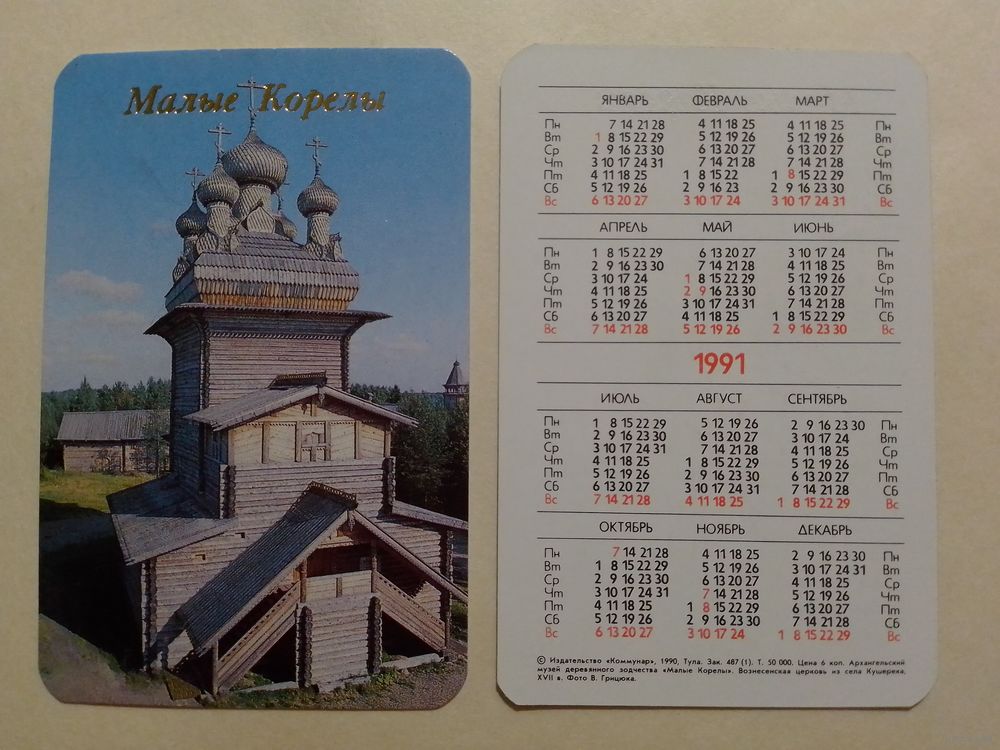 Малые Корелы
ЯНВАРЬ ФЕВРАЛЬ МАРТ
Пн 7 14 21 28 4 11 18 25 4 11 18 25 Пн
Вт 1 8 15 22 29 5 12 19 26 5 12 19 26 Вт
Ср 2 9 16 23 30 6 13 20 27 6 13 20 27 Ср
Чт 3 10 17 24 31 7 14 21 28 7 14 21 28 Чт
Пт 4 11 18 25 1 8 15 22 1 8 15 22 29 Пт
Сб 5 12 19 26 2 9 16 23 2 9 16 23 30 Сб
Вс 6 13 20 27 3 10 17 24 3 10 17 24 31 Вс
АПРЕЛЬ МАЙ ИЮНЬ
Пн 1 8 15 22 29 6 13 20 27 3 10 17 24 Пн
Вт 2 9 16 23 30 7 14 21 28 4 11 18 25 Вт
Ср 3 10 17 24 1 8 15 22 29 5 12 19 26 Ср
Чт 4 11 18 25 2 9 16 23 30 6 13 20 27 Чт
Пт 5 12 19 26 3 10 17 24 31 7 14 21 28 Пт
Сб 6 13 20 27 4 11 18 25 1 8 15 22 29 Сб
Вс 7 14 21 28 5 12 19 26 2 9 16 23 30 Вс
1991
ИЮЛЬ АВГУСТ СЕНТЯБРЬ
Пн 1 8 15 22 29 5 12 19 26 2 9 16 23 30 Пн
Вт 2 9 16 23 30 6 13 20 27 3 10 17 24 Вт
Ср 3 10 17 24 31 7 14 21 28 4 11 18 25 Ср
Чт 4 11 18 25 1 8 15 22 29 5 12 19 26 Чт
Пт 5 12 19 26 2 9 16 23 30 6 13 20 27 Пт
Сб 6 13 20 27 3 10 17 24 31 7 14 21 28 Сб
Вс 7 14 21 28 4 11 18 25 1 8 15 22 29 Вс
ОКТЯБРЬ НОЯБРЬ ДЕКАБРЬ
Пн 7 14 21 28 4 11 18 25 2 9 16 23 30 Пн
Вт 1 8 15 22 29 5 12 19 26 3 10 17 24 31 Вт
Ср 2 9 16 23 30 6 13 20 27 4 11 18 25 Ср
Чт 3 10 17 24 31 7 14 21 28 5 12 19 26 Чт
Пт 4 11 18 25 1 8 15 22 29 6 13 20 27 Пт
Сб 5 12 19 26 2 9 16 23 30 7 14 21 28 Сб
Вс 6 13 20 27 3 10 17 24 1 8 15 22 29 Вс
© Издательство «Коммунар», 1990, Тула. Зак. 487 (1). Т. 50 000. Цена 6 коп. Архангельский
музей деревянного зодчества «Малые Корелы». Вознесенская церковь из села Кушерека,
XVII в. Фото В. Грицюка.